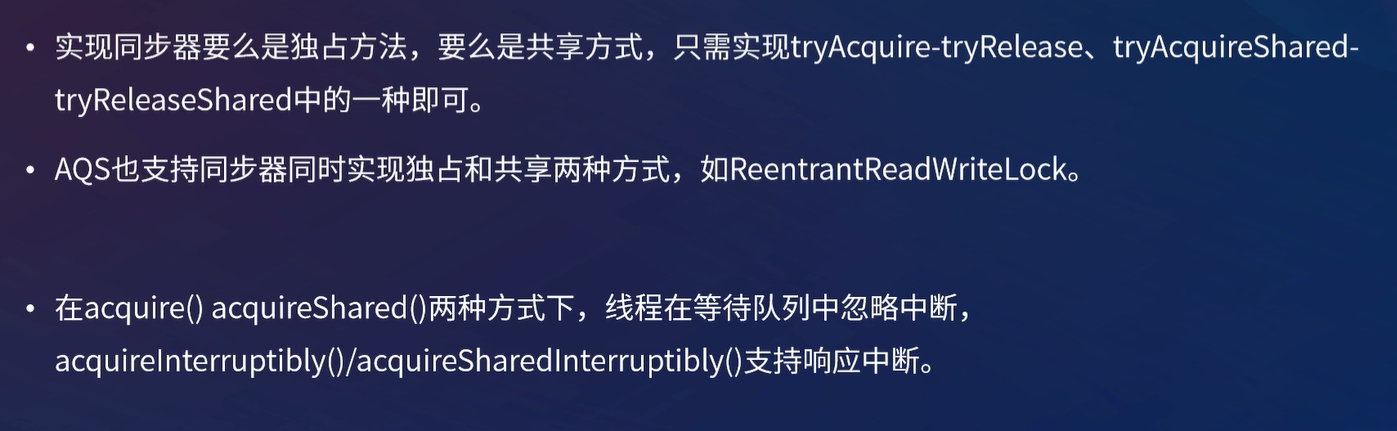 • 实现同步器要么是独占方法，要么是共享方式，只需实现tryAcquire-tryRelease、tryAcquireShared-
tryReleaseShared中的一种即可。
• AQS也支持同步器同时实现独占和共享两种方式，如ReentrantReadWriteLock。
• 在acquire() acquireShared()两种方式下，线程在等待队列中忽略中断，
acquireInterruptibly()/acquireSharedInterruptibly()支持响应中断。